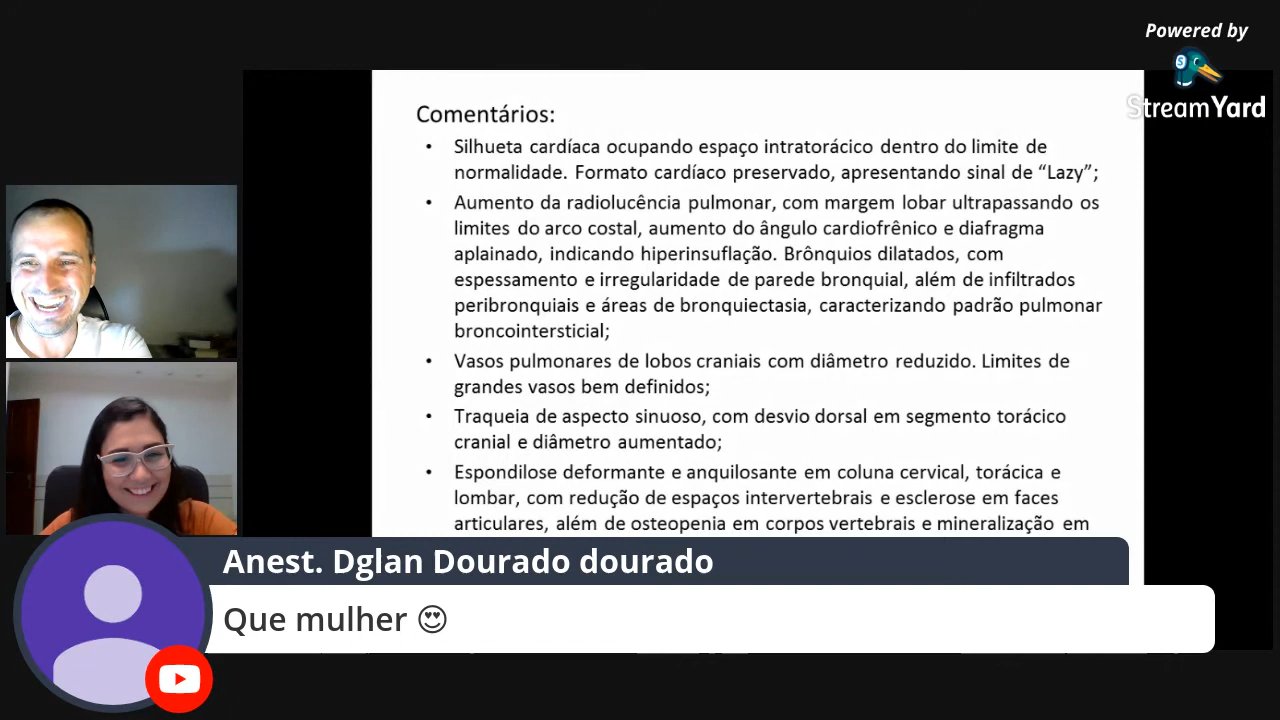 Powered by
StreamYard
Comentários:
• Silhueta cardíaca ocupando espaço intratorácico dentro do limite de
normalidade. Formato cardíaco preservado, apresentando sinal de “Lazy”;
• Aumento da radiolucência pulmonar, com margem lobar ultrapassando os
limites do arco costal, aumento do ângulo cardiofrênico e diafragma
aplainado, indicando hiperinsuflação. Brônquios dilatados, com
espessamento e irregularidade de parede bronquial, além de infiltrados
peribronquiais e áreas de bronquiectasia, caracterizando padrão pulmonar
broncointersticial;
• Vasos pulmonares de lobos craniais com diâmetro reduzido. Limites de
grandes vasos bem definidos;
• Traqueia de aspecto sinuoso, com desvio dorsal em segmento torácico
cranial e diâmetro aumentado;
• Espondilose deformante e anquilosante em coluna cervical, torácica e
lombar, com redução de espaços intervertebrais e esclerose em faces
articulares, além de osteopenia em corpos vertebrais e mineralização em
Anest. Dglan Dourado dourado
Que mulher 😍